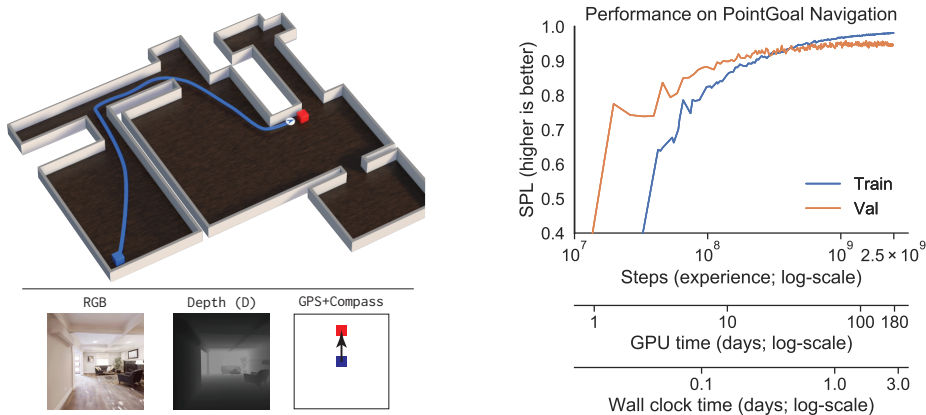 RGB
Depth (D)
GPS+Compass
Performance on PointGoal Navigation
SPL (higher is better)
1.0
0.9
0.8
0.7
0.6
0.5
0.4
Train
Val
10^7
10^8
10^9
2.5 × 10^9
Steps (experience; log-scale)
1
10
100
180
GPU time (days; log-scale)
0.1
1.0
3.0
Wall clock time (days; log-scale)